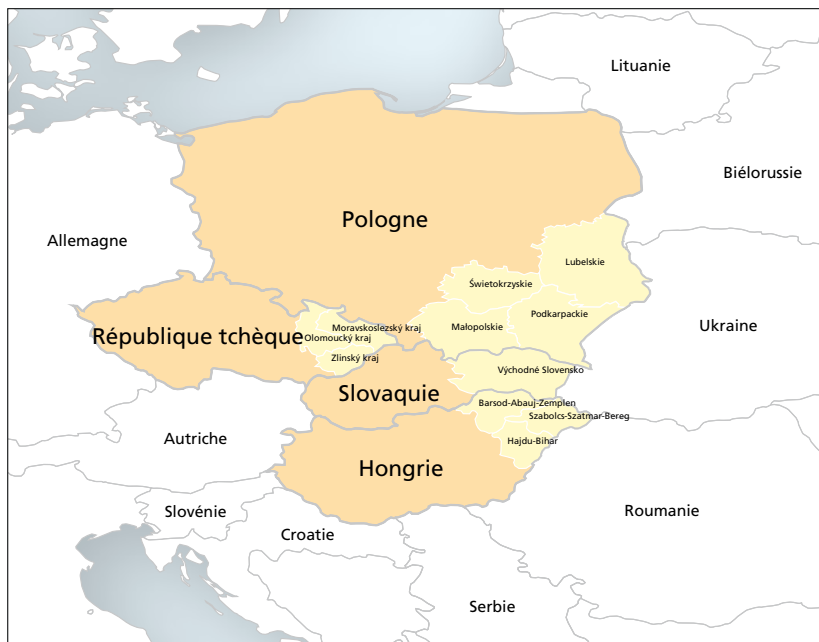 Lituanie
Biélorussie
Pologne
Allemagne
Lubelskie
Świetokrzyskie
Podkarpackie
Ukraine
Moravskoslezský kraj
Małopolskie
République tchèque
Olomoucký kraj
Zlínský kraj
Východné Slovensko
Slovaquie
Barsod-Abauj-Zemplen
Szabolcs-Szatmar-Bereg
Autriche
Hajdu-Bihar
Hongrie
Slovénie
Roumanie
Croatie
Serbie